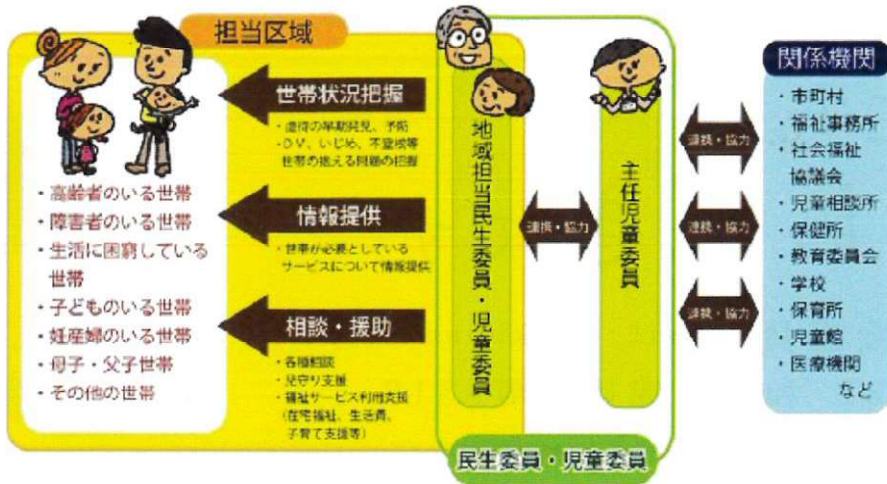 担当区域
・高齢者のいる世帯
・障害者のいる世帯
・生活に困窮している
世帯
・子どものいる世帯
・妊産婦のいる世帯
・母子・父子世帯
・その他の世帯
世帯状況把握
・虐待の早期発見、予防
・DV、いじめ、不登校等
世帯の抱える問題の把握
情報提供
・世帯が必要としている
サービスについて情報提供
相談・援助
・各種相談
・見守り支援
・福祉サービス利用支援
(在宅福祉、生活費、
子育て支援等)
地域担当民生委員・児童委員
連携・協力
主任児童委員
民生委員・児童委員
連携・協力
連携・協力
連携・協力
関係機関
・市町村
・福祉事務所
・社会福祉
協議会
・児童相談所
・保健所
・教育委員会
・学校
・保育所
・児童館
・医療機関
など